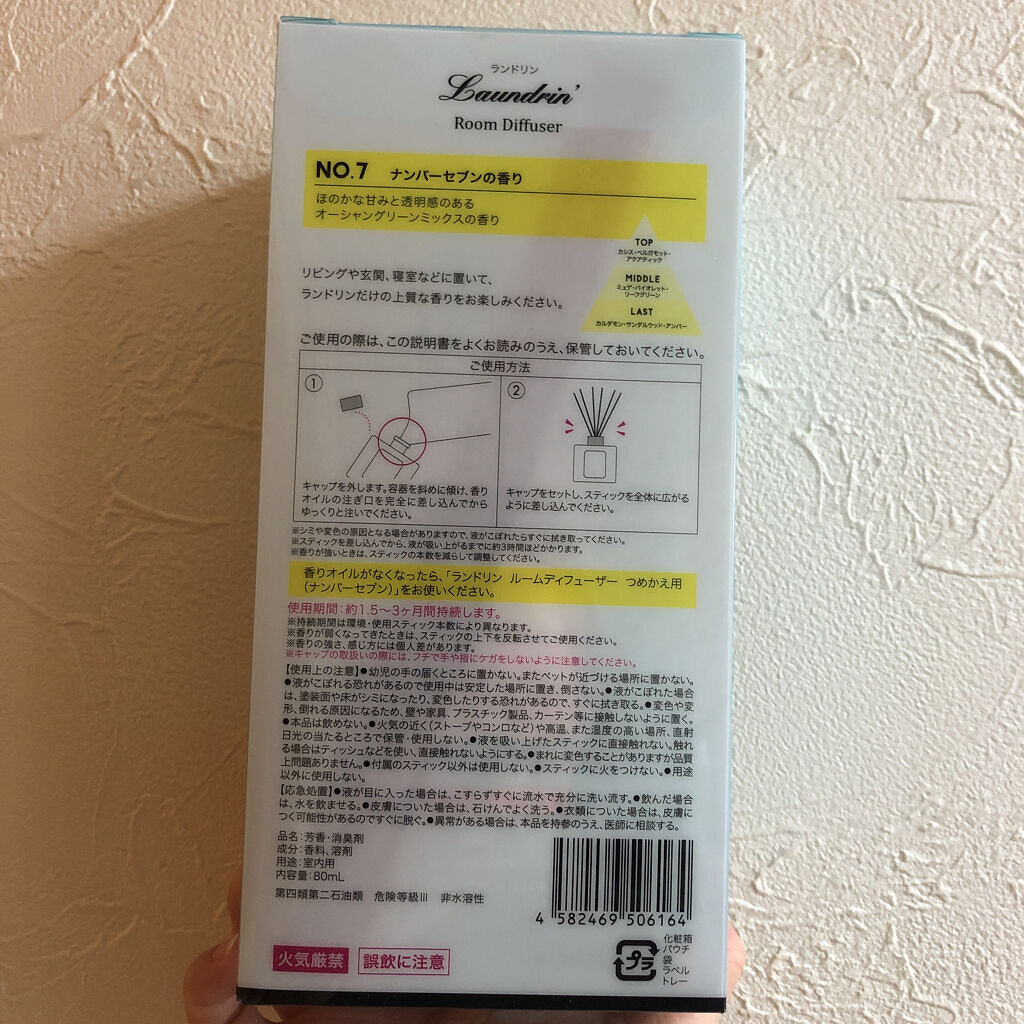 ランドリン
Laundrin'
Room Diffuser
NO.7 ナンバーセブンの香り
ほのかな甘みと透明感のある
オーシャングリーンミックスの香り
TOP
カシス・ベルガモット・
アクアティック
MIDDLE
ミュゲ・バイオレット・
リーフグリーン
LAST
カルダモン・サンダルウッド・アンバー
リビングや玄関、寝室などに置いて、
ランドリンだけの上質な香りをお楽しみください。
ご使用の際は、この説明書をよくお読みのうえ、保管しておいてください。
ご使用方法
①
キャップを外します。容器を斜めに傾け、香り
オイルの注ぎ口を完全に差し込んでから
ゆっくりと注いでください。
②
キャップをセットし、スティックを全体に広がる
ように差し込んでください。
※シミや変色の原因となる場合がありますので、液がこぼれたらすぐに拭き取ってください。
※スティックを差し込んでから、液が吸い上がるまでに約3時間ほどかかります。
※香りが強いときは、スティックの本数を減らして調整してください。
香りオイルがなくなったら、「ランドリン ルームディフューザー つめかえ用
（ナンバーセブン）」をお使いください。
使用期間：約1.5〜3ヶ月間持続します。
※持続期間は環境・使用スティック本数により異なります。
※香りが弱くなってきたときは、スティックの上下を反転させてご使用ください。
※香りの強さ、感じ方には個人差があります。
※キャップの取扱いの際には、フチで手や指にケガをしないように注意してください。
【使用上の注意】●幼児の手の届くところに置かない。またペットが近づける場所に置かない。
●液がこぼれる恐れがあるので使用中は安定した場所に置き、倒さない。●液がこぼれた場合
は、塗装面や床がシミになったり、変色したりする恐れがあるので、すぐに拭き取る。●変色や変
形、倒れる原因になるため、壁や家具、プラスチック製品、カーテン等に接触しないように置く。
●本品は飲めない。●火気の近く（ストーブやコンロなど）や高温、また湿度の高い場所、直射
日光の当たるところで保管・使用しない。●液を吸い上げたスティックに直接触れない。触れ
る場合はティッシュなどを使い、直接触れないようにする。●まれに変色することがありますが品質
上問題ありません。●付属のスティック以外は使用しない。●スティックに火をつけない。●用途
以外に使用しない。
【応急処置】●液が目に入った場合は、こすらずすぐに流水で充分に洗い流す。●飲んだ場合
は、水を飲ませる。●皮膚についた場合は、石けんでよく洗う。●衣類についた場合は、皮膚に
つく可能性があるのですぐに脱ぐ。●異常がある場合は、本品を持参のうえ、医師に相談する。
品名：芳香・消臭剤
成分：香料、溶剤
用途：室内用
内容量：80mL
第四類第二石油類 危険等級Ⅲ 非水溶性
4 582469 506164
火気厳禁
誤飲に注意
プラ
化粧箱
パウチ
袋
ラベル
トレー